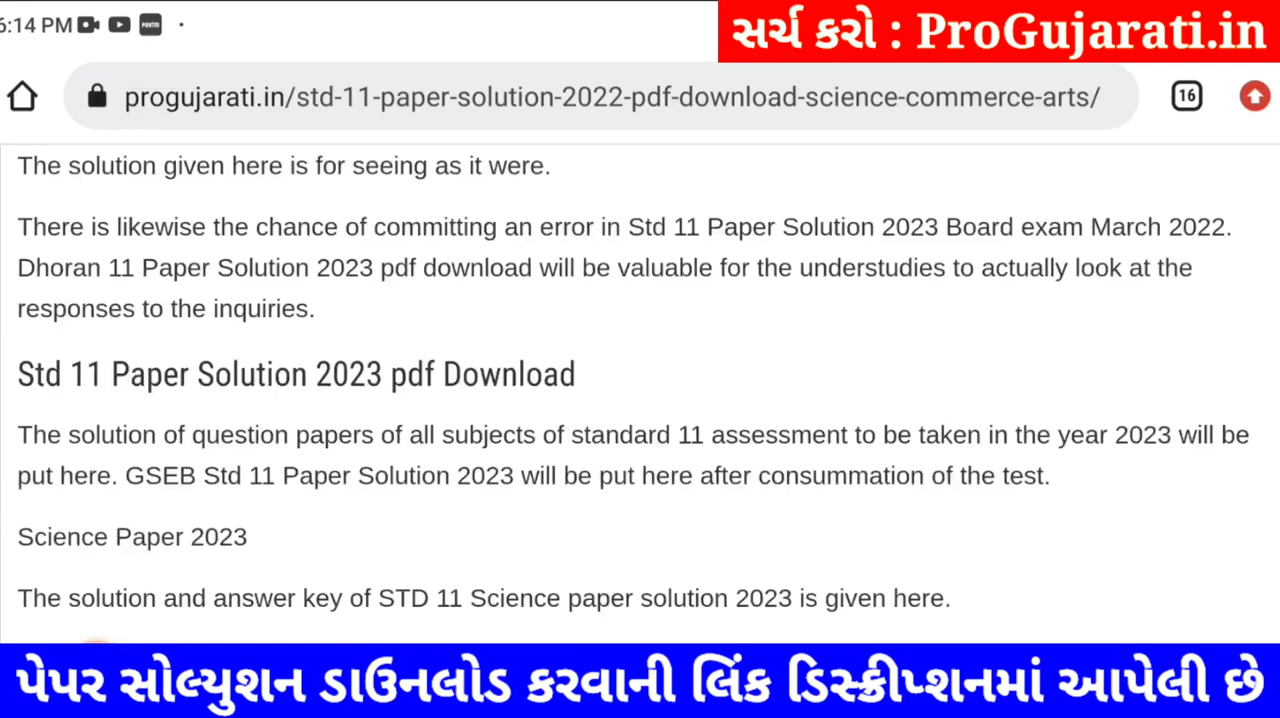 6:14 PM
સર્ચ કરો : ProGujarati.in
progujarati.in/std-11-paper-solution-2022-pdf-download-science-commerce-arts/
16
The solution given here is for seeing as it were.
There is likewise the chance of committing an error in Std 11 Paper Solution 2023 Board exam March 2022.
Dhoran 11 Paper Solution 2023 pdf download will be valuable for the understudies to actually look at the
responses to the inquiries.
Std 11 Paper Solution 2023 pdf Download
The solution of question papers of all subjects of standard 11 assessment to be taken in the year 2023 will be
put here. GSEB Std 11 Paper Solution 2023 will be put here after consummation of the test.
Science Paper 2023
The solution and answer key of STD 11 Science paper solution 2023 is given here.
પેપર સોલ્યુશન ડાઉનલોડ કરવાની લિંક ડિસ્ક્રીપ્શનમાં આપેલી છે